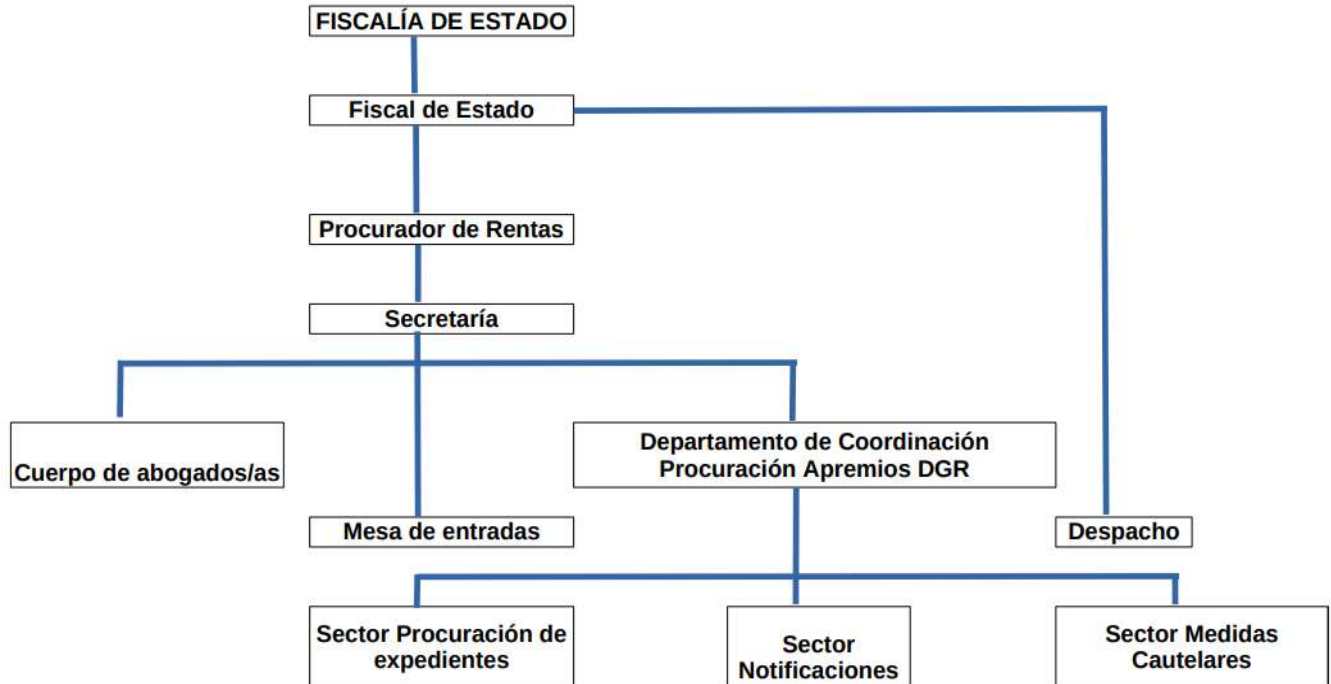 FISCALÍA DE ESTADO
Fiscal de Estado
Procurador de Rentas
Secretaría
Cuerpo de abogados/as
Departamento de Coordinación
Procuración Apremios DGR
Mesa de entradas
Despacho
Sector Procuración de
expedientes
Sector
Notificaciones
Sector Medidas
Cautelares